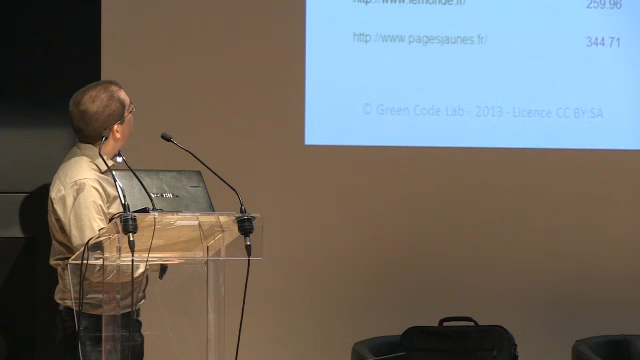 http://www.lemonde.fr/ 259.96
http://www.pagesjaunes.fr/ 344.71
© Green Code Lab - 2013 - Licence CC BY:SA